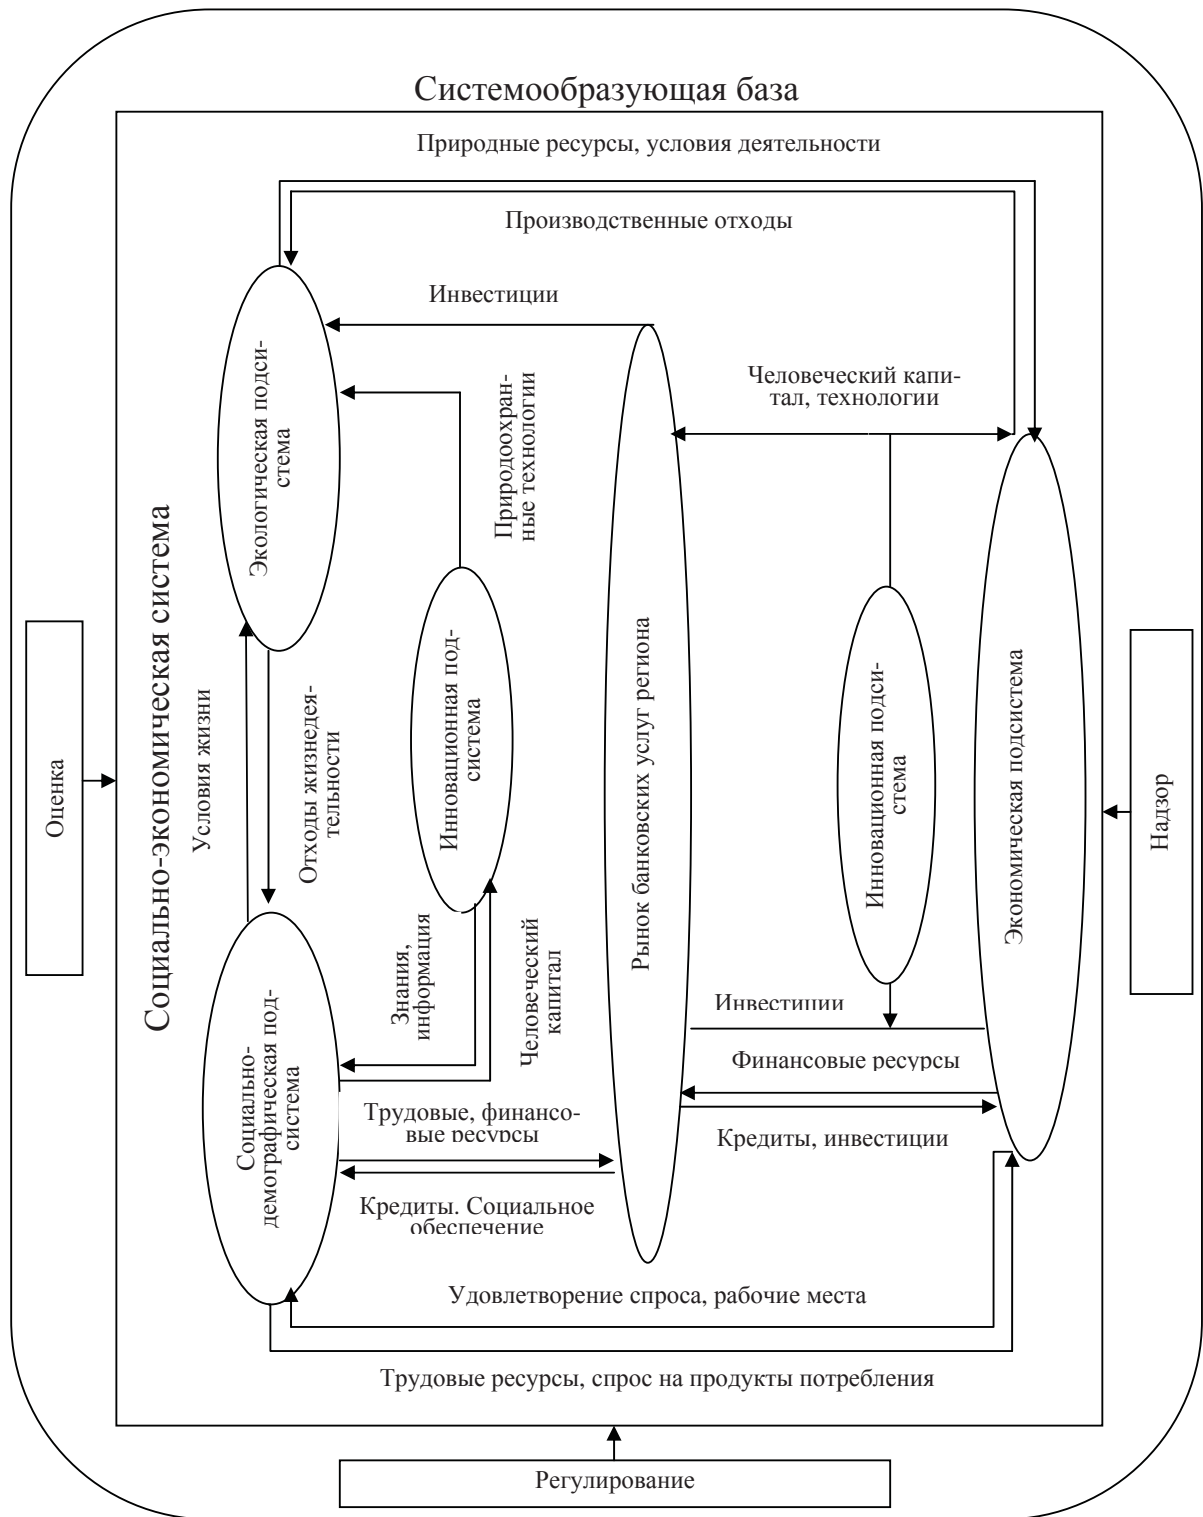 Системообразующая база
Природные ресурсы, условия деятельности
Производственные отходы
Инвестиции
Человеческий капи-
тал, технологии
Социально-экономическая система
Экологическая подси-
стема
Природоохран-
ные технологии
Условия жизни
Отходы жизнедея-
тельности
Инновационная под-
система
Рынок банковских услуг региона
Инновационная подси-
стема
Экономическая подсистема
Оценка
Надзор
Социально-
демографическая под-
система
Знания,
информация
Человеческий
капитал
Инвестиции
Финансовые ресурсы
Трудовые, финансо-
вые ресурсы
Кредиты, инвестиции
Кредиты. Социальное
обеспечение
Удовлетворение спроса, рабочие места
Трудовые ресурсы, спрос на продукты потребления
Регулирование